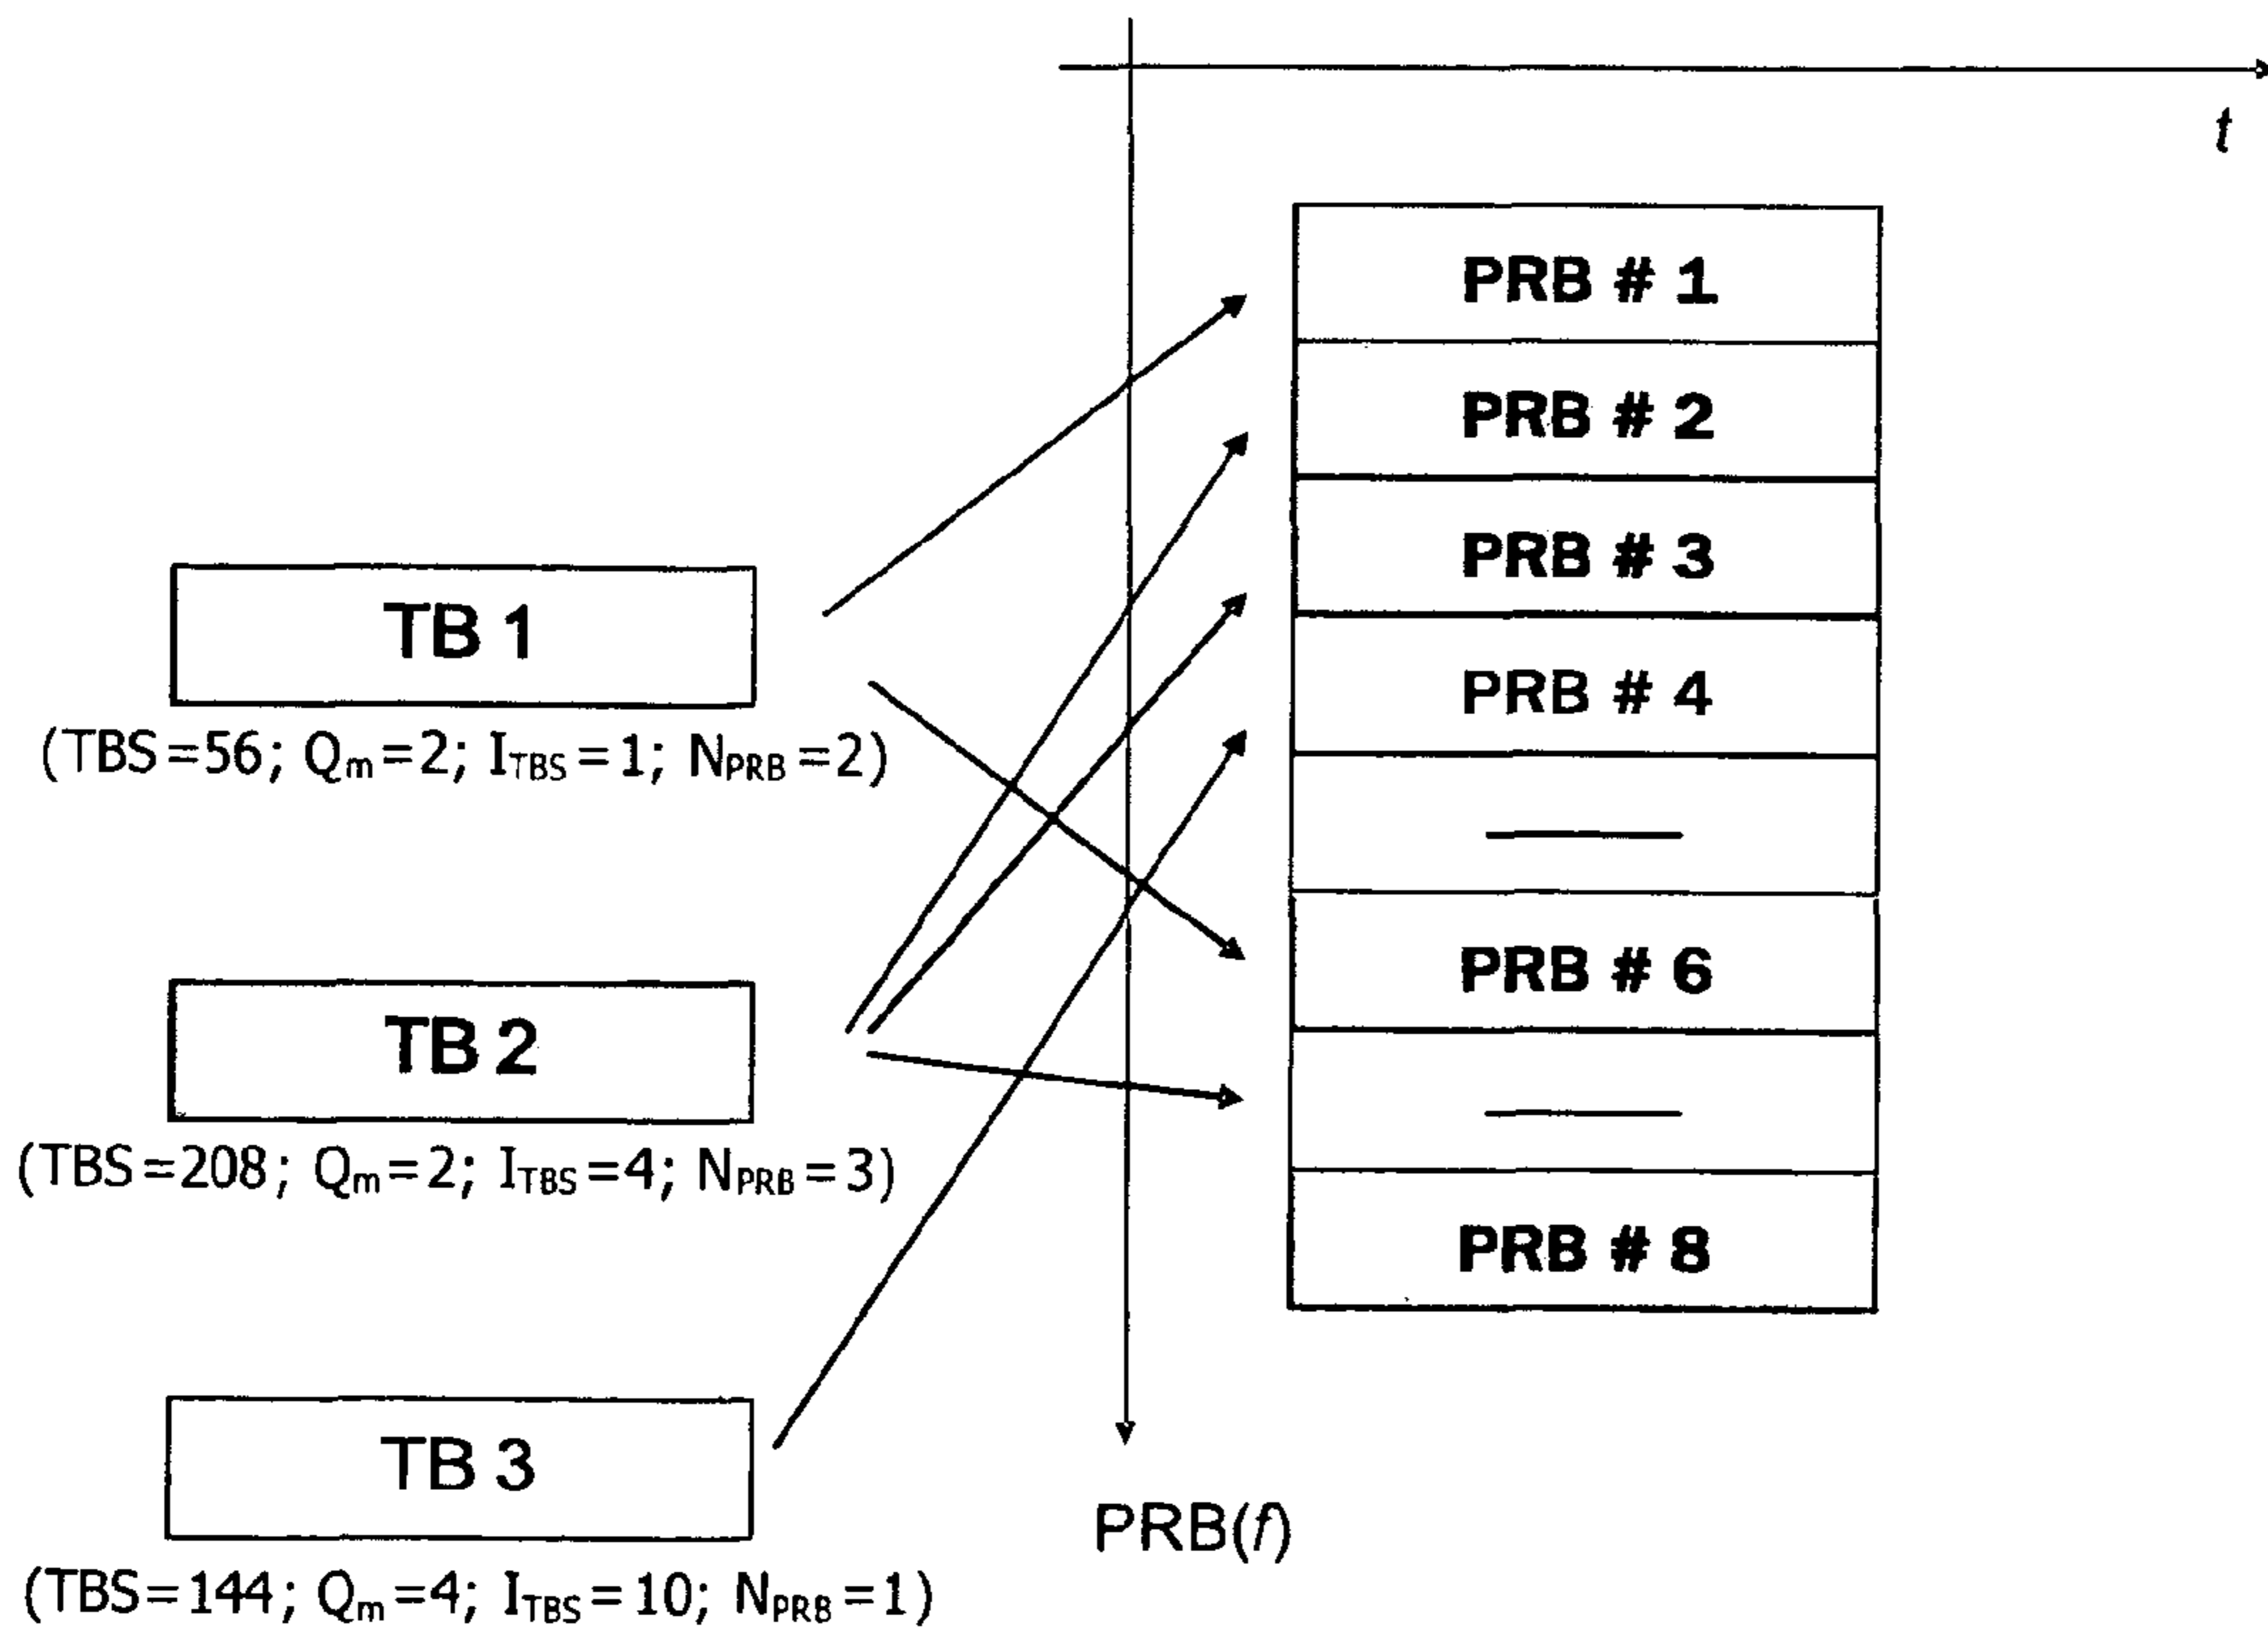 t
PRB # 1
PRB # 2
PRB # 3
TB 1
PRB # 4
(TBS=56; Qm=2; ITBS=1; NPRB=2)
PRB # 6
TB 2
(TBS=208; Qm=2; ITBS=4; NPRB=3)
PRB # 8
TB 3
PRB(f)
(TBS=144; Qm=4; ITBS=10; NPRB=1)